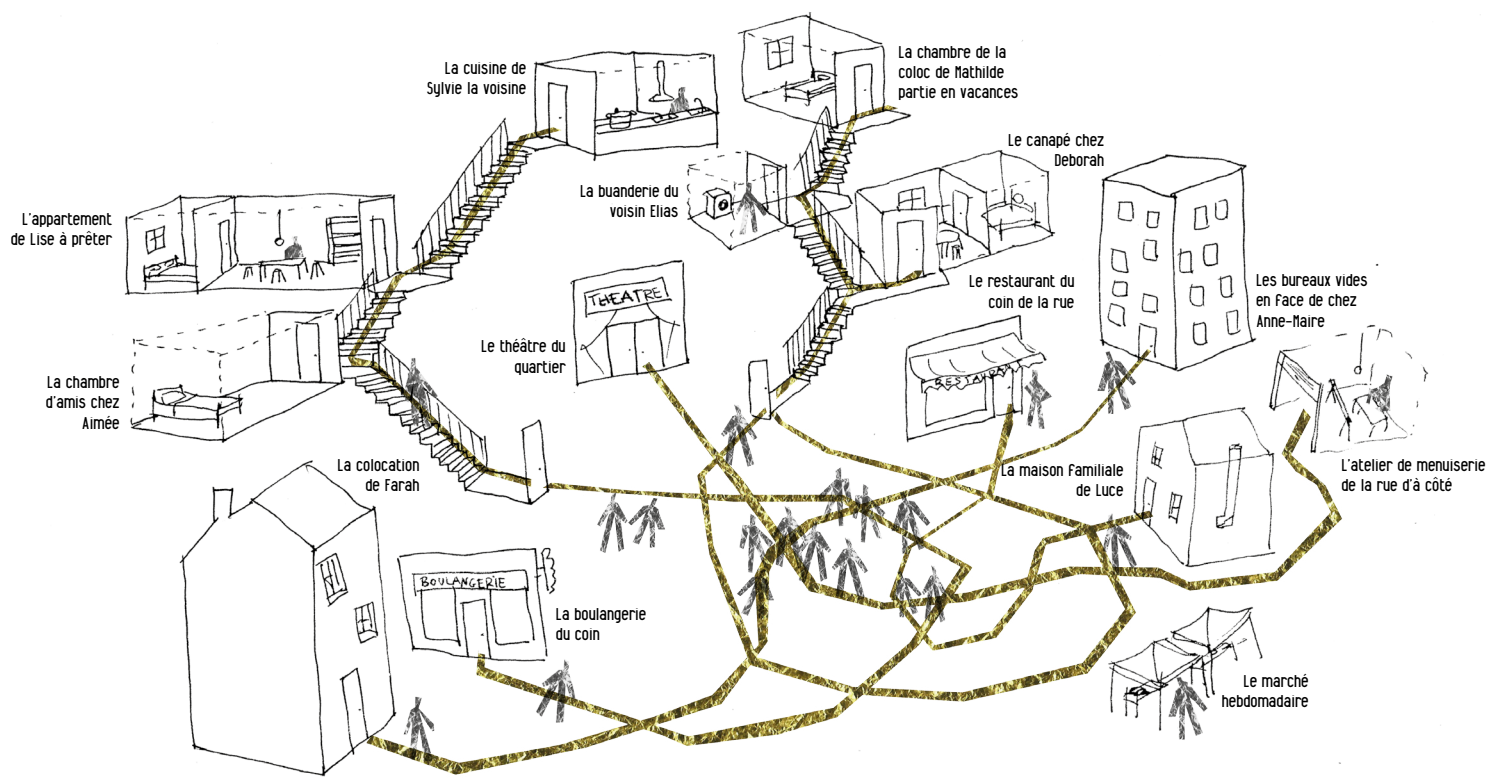 La chambre de la
coloc de Mathilde
partie en vacances
La cuisine de
Sylvie la voisine
Le canapé chez
Deborah
La buanderie du
voisin Elias
L'appartement
de Lise à prêter
Le restaurant du
coin de la rue
Les bureaux vides
en face de chez
Anne-Maire
THEATRE
Le théâtre du
quartier
RESTAURANT
La chambre
d'amis chez
Aimée
La colocation
de Farah
La maison familiale
de Luce
L'atelier de menuiserie
de la rue d'à côté
BOULANGERIE
La boulangerie
du coin
Le marché
hebdomadaire